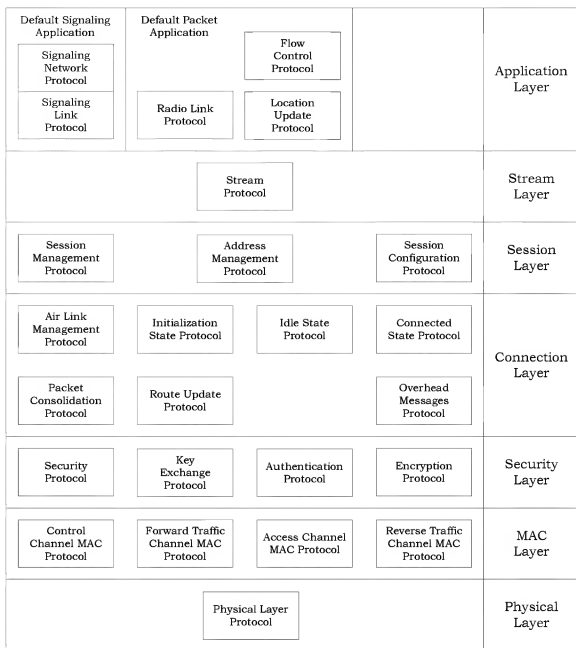 Default Signaling
Application
Default Packet
Application
Signaling
Network
Protocol
Flow
Control
Protocol
Signaling
Link
Protocol
Radio Link
Protocol
Location
Update
Protocol
Application
Layer
Stream
Protocol
Stream
Layer
Session
Management
Protocol
Address
Management
Protocol
Session
Configuration
Protocol
Session
Layer
Air Link
Management
Protocol
Initialization
State Protocol
Idle State
Protocol
Connected
State Protocol
Packet
Consolidation
Protocol
Route Update
Protocol
Overhead
Messages
Protocol
Connection
Layer
Security
Protocol
Key
Exchange
Protocol
Authentication
Protocol
Encryption
Protocol
Security
Layer
Control
Channel MAC
Protocol
Forward Traffic
Channel MAC
Protocol
Access Channel
MAC Protocol
Reverse Traffic
Channel MAC
Protocol
MAC
Layer
Physical Layer
Protocol
Physical
Layer